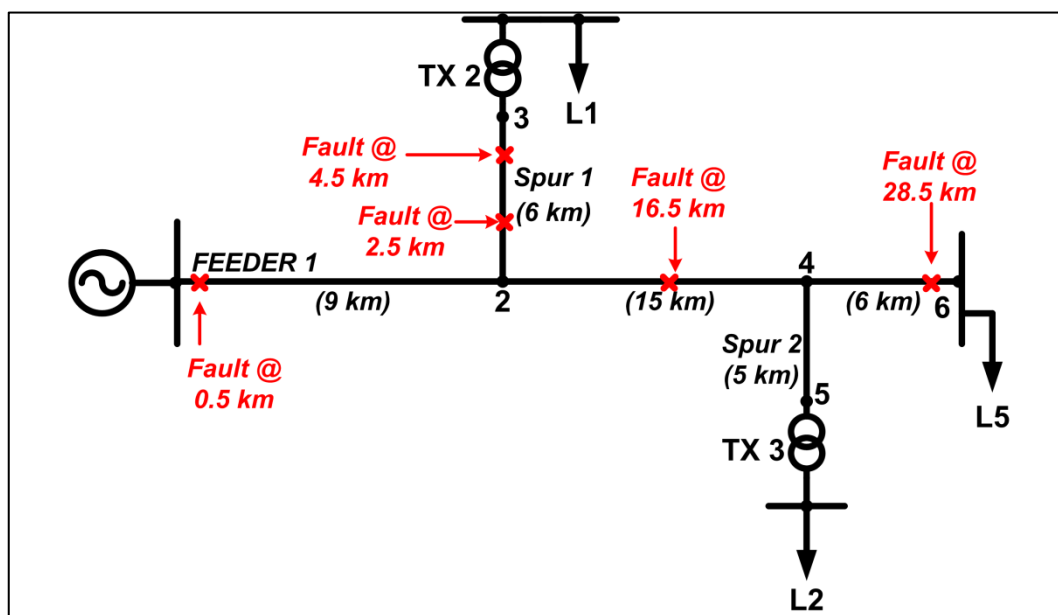 TX 2
L1
3
Fault @
4.5 km
Spur 1
(6 km)
Fault @
2.5 km
Fault @
16.5 km
Fault @
28.5 km
FEEDER 1
(9 km)
2
(15 km)
4
(6 km)
6
Fault @
0.5 km
Spur 2
(5 km)
5
L5
TX 3
L2